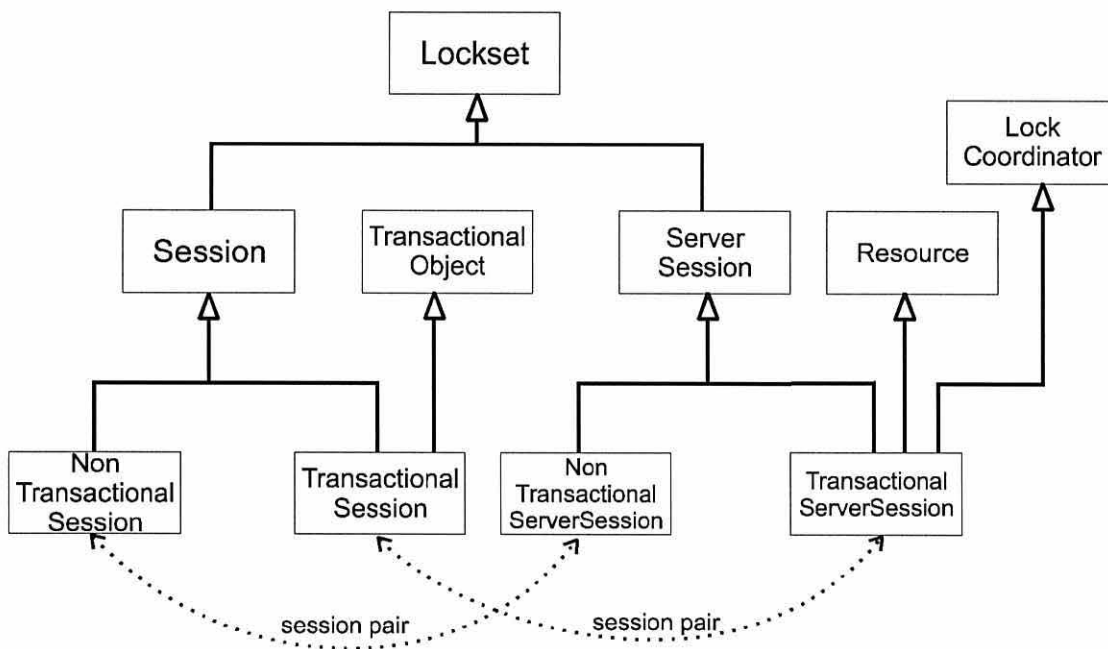 Lockset
Lock
Coordinator
Session
Transactional
Object
Server
Session
Resource
Non
Transactional
Session
Transactional
Session
Non
Transactional
ServerSession
Transactional
ServerSession
session pair
session pair